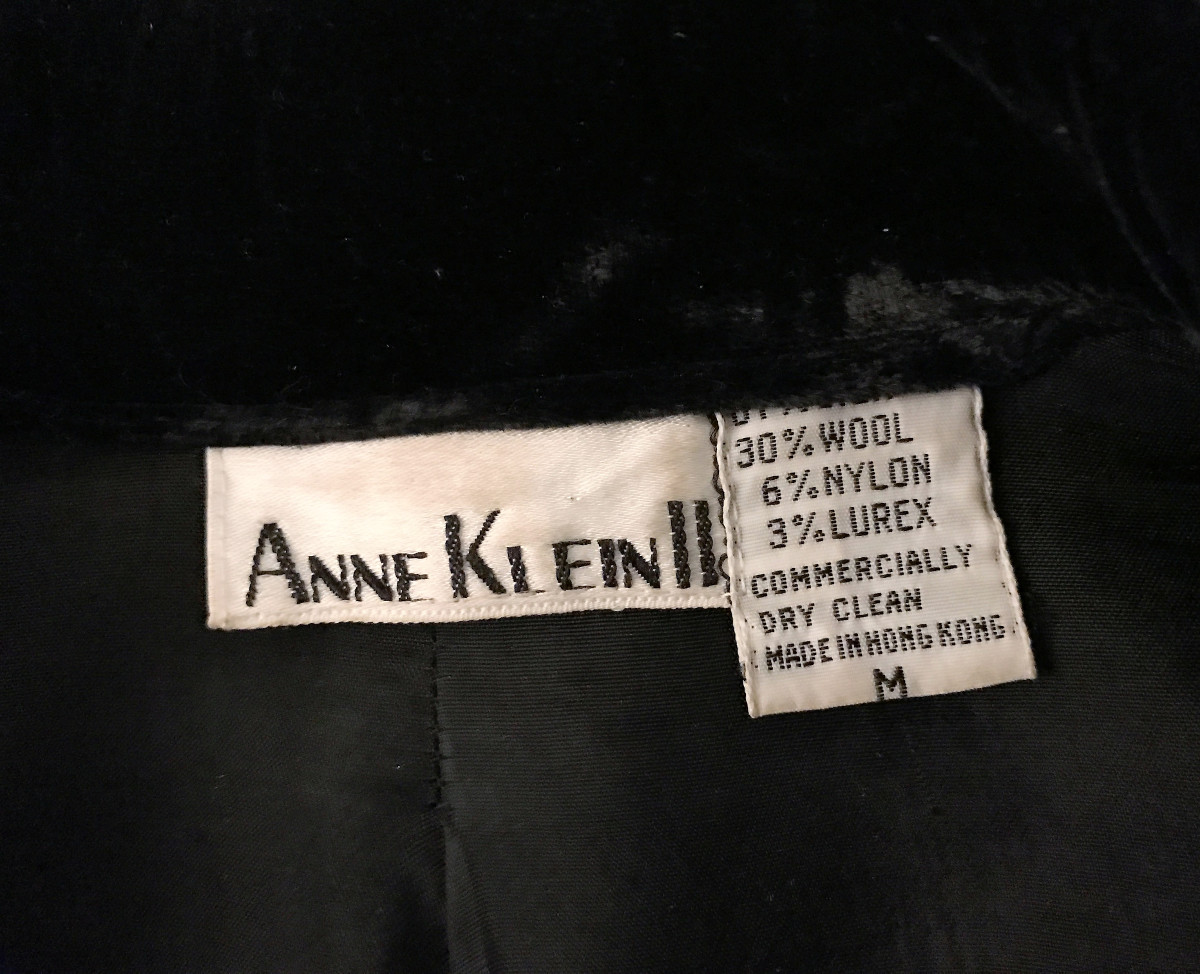 ANNE KLEIN II
30% WOOL
6% NYLON
3% LUREX
COMMERCIALLY
DRY CLEAN
MADE IN HONG KONG
M